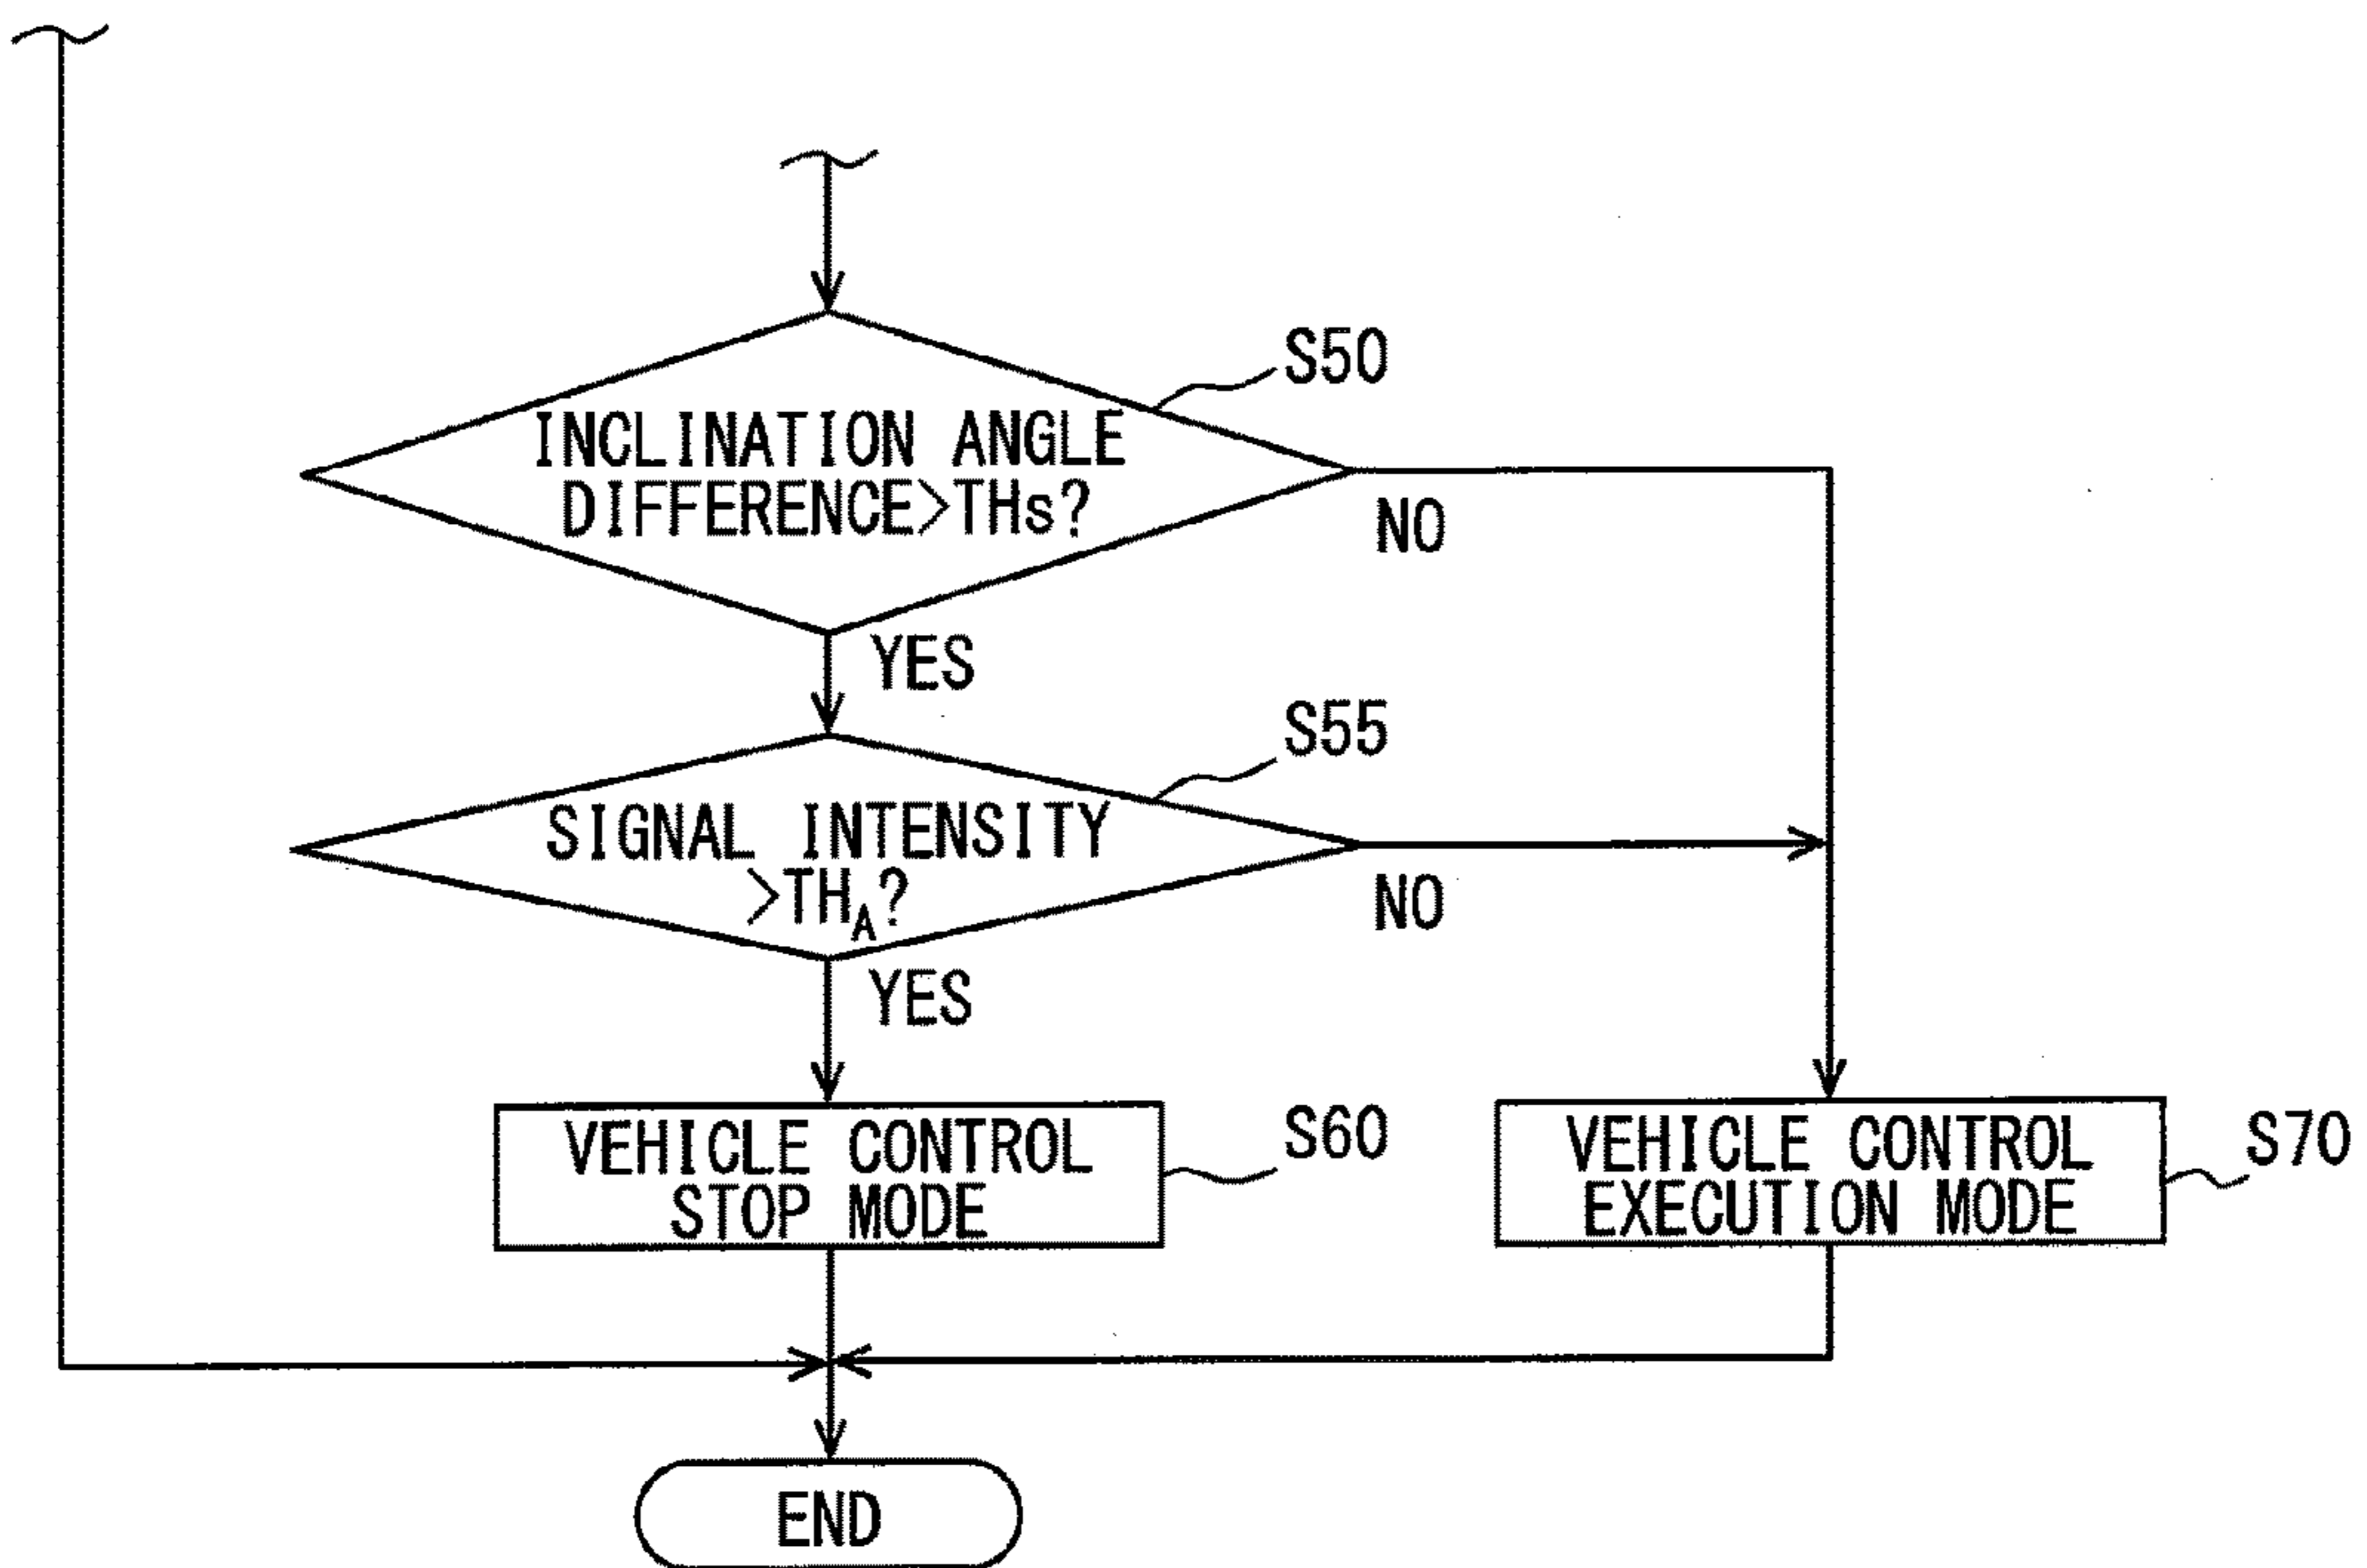 S50
INCLINATION ANGLE
DIFFERENCE>THs?
NO
YES
S55
SIGNAL INTENSITY
>THA?
NO
YES
VEHICLE CONTROL
STOP MODE
S60
VEHICLE CONTROL
EXECUTION MODE
S70
END